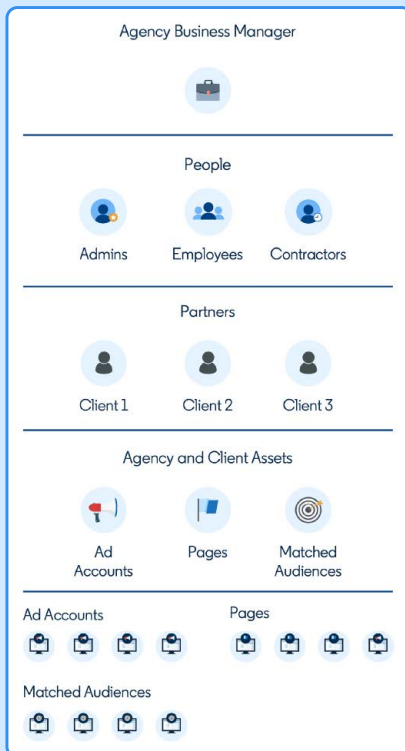 Agency Business Manager
People
Admins
Employees
Contractors
Partners
Client 1
Client 2
Client 3
Agency and Client Assets
Ad
Accounts
Pages
Matched
Audiences
Ad Accounts
Pages
Matched Audiences